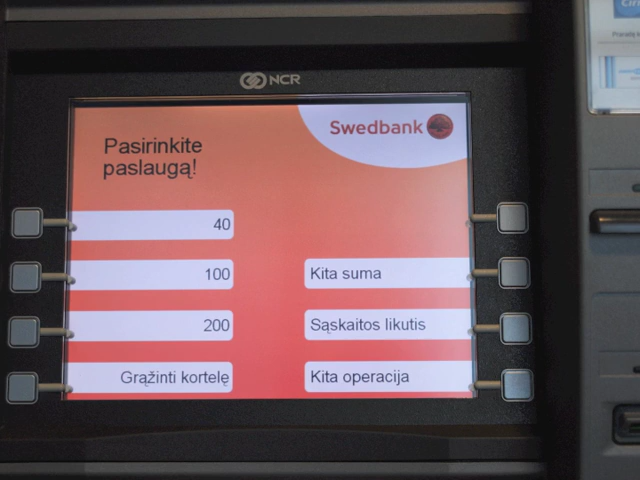 NCR
Swedbank
Pasirinkite
paslaugą!
40
100
Kita suma
200
Sąskaitos likutis
Grąžinti kortelę
Kita operacija